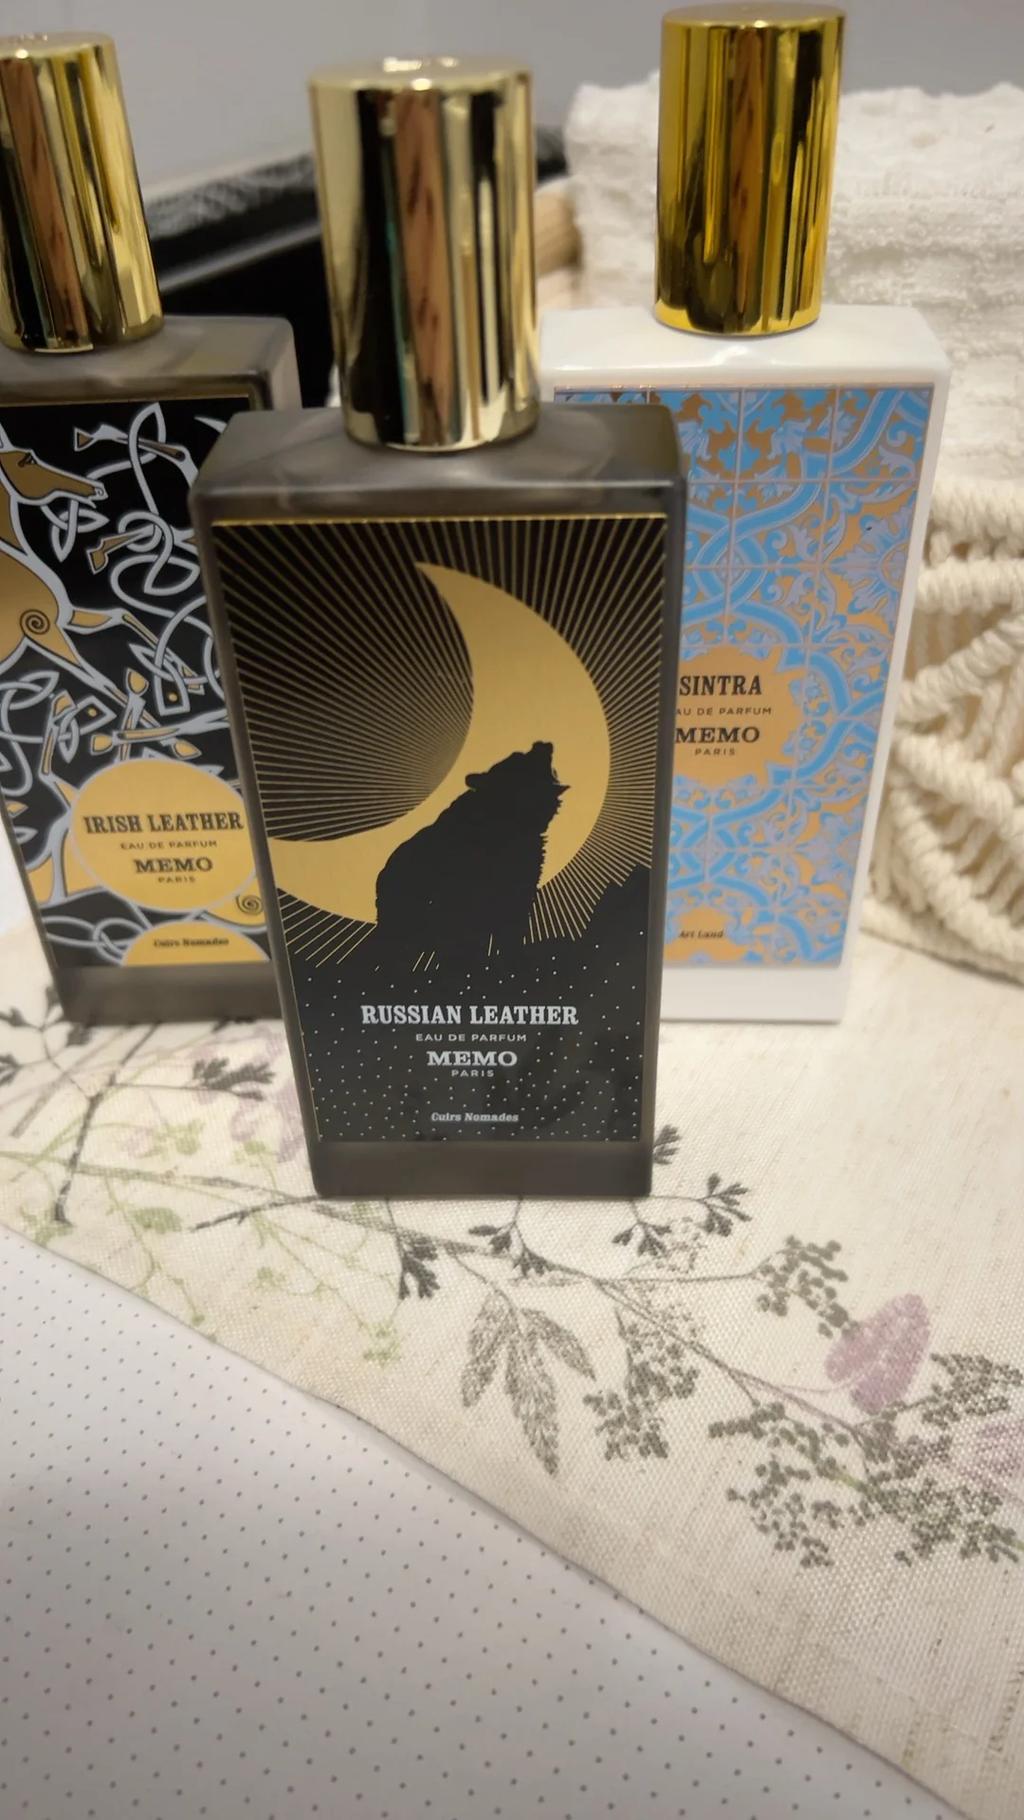 IRISH LEATHER
EAU DE PARFUM
MEMO
PARIS
Cuirs Nomades
RUSSIAN LEATHER
EAU DE PARFUM
MEMO
PARIS
Cuirs Nomades
SINTRA
AU DE PARFUM
MEMO
PARIS
Art Land